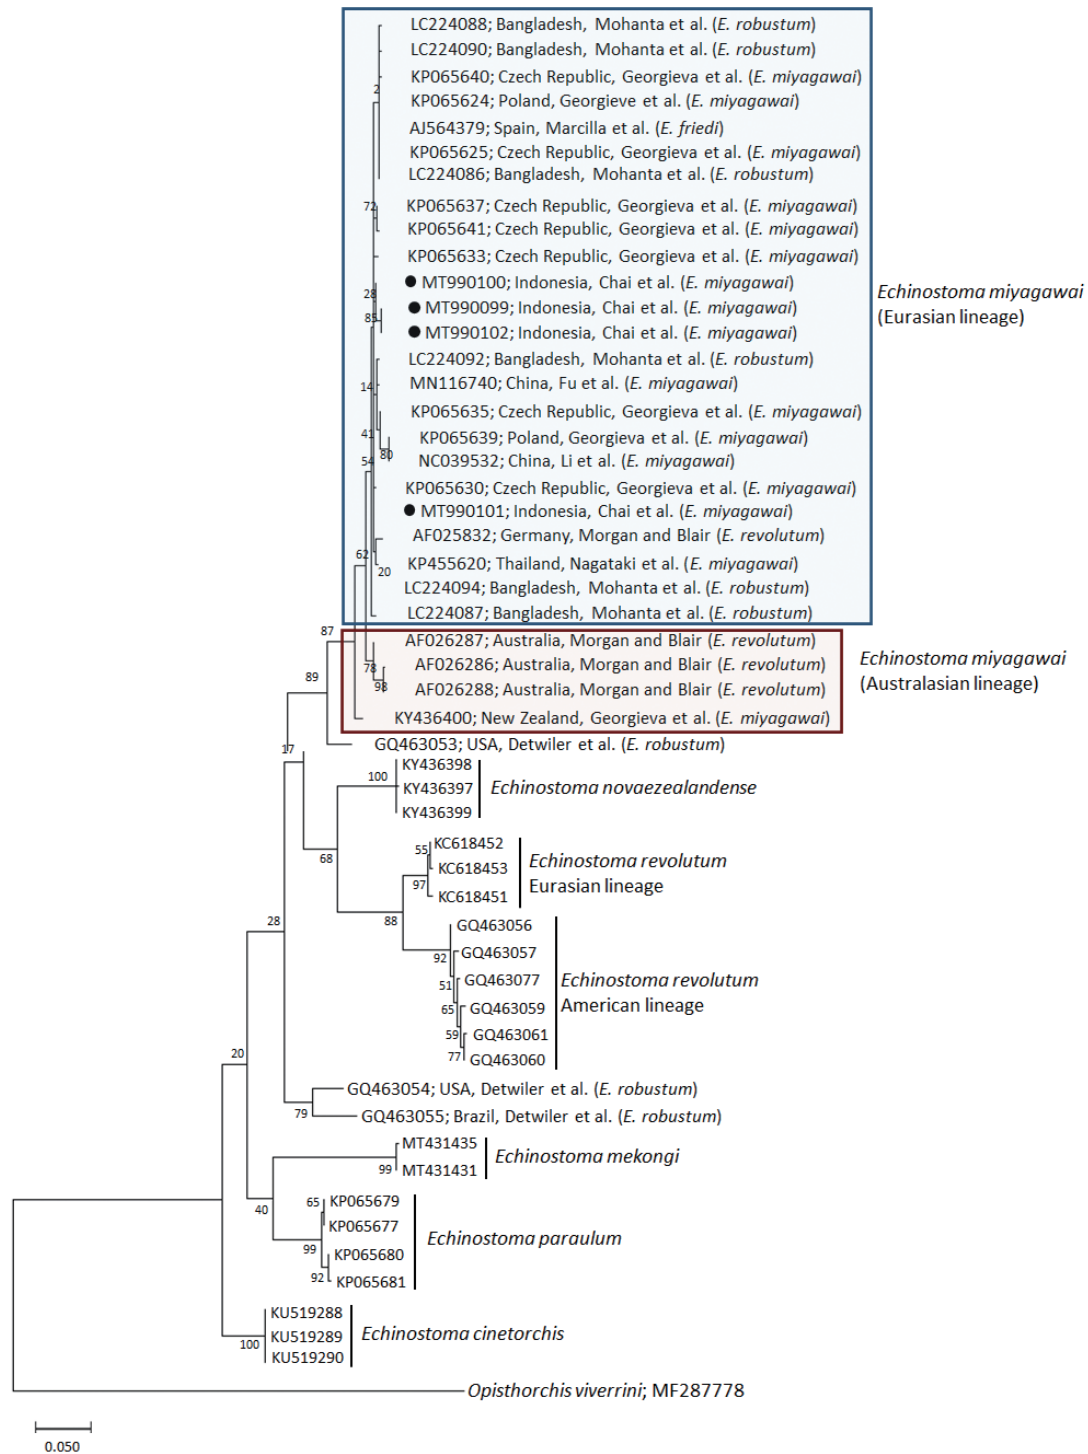 LC224088; Bangladesh, Mohanta et al. (E. robustum)
LC224090; Bangladesh, Mohanta et al. (E. robustum)
KP065640; Czech Republic, Georgieva et al. (E. miyagawai)
2
KP065624; Poland, Georgieve et al. (E. miyagawai)
AJ564379; Spain, Marcilla et al. (E. friedi)
KP065625; Czech Republic, Georgieva et al. (E. miyagawai)
LC224086; Bangladesh, Mohanta et al. (E. robustum)
72
KP065637; Czech Republic, Georgieva et al. (E. miyagawai)
KP065641; Czech Republic, Georgieva et al. (E. miyagawai)
KP065633; Czech Republic, Georgieva et al. (E. miyagawai)
MT990100; Indonesia, Chai et al. (E. miyagawai)
28
MT990099; Indonesia, Chai et al. (E. miyagawai)
85
MT990102; Indonesia, Chai et al. (E. miyagawai)
Echinostoma miyagawai
(Eurasian lineage)
LC224092; Bangladesh, Mohanta et al. (E. robustum)
14
MN116740; China, Fu et al. (E. miyagawai)
KP065635; Czech Republic, Georgieva et al. (E. miyagawai)
41
KP065639; Poland, Georgieva et al. (E. miyagawai)
80
54
NC039532; China, Li et al. (E. miyagawai)
KP065630; Czech Republic, Georgieva et al. (E. miyagawai)
MT990101; Indonesia, Chai et al. (E. miyagawai)
AF025832; Germany, Morgan and Blair (E. revolutum)
62
KP455620; Thailand, Nagataki et al. (E. miyagawai)
20
LC224094; Bangladesh, Mohanta et al. (E. robustum)
LC224087; Bangladesh, Mohanta et al. (E. robustum)
87
AF026287; Australia, Morgan and Blair (E. revolutum)
78
AF026286; Australia, Morgan and Blair (E. revolutum)
98
AF026288; Australia, Morgan and Blair (E. revolutum)
KY436400; New Zealand, Georgieva et al. (E. miyagawai)
Echinostoma miyagawai
(Australasian lineage)
89
GQ463053; USA, Detwiler et al. (E. robustum)
17
KY436398
100
KY436397
KY436399
Echinostoma novaezealandense
68
KC618452
55
KC618453
97
KC618451
Echinostoma revolutum
Eurasian lineage
88
GQ463056
92
GQ463057
GQ463077
51
GQ463059
65
GQ463061
59
GQ463060
77
Echinostoma revolutum
American lineage
28
20
GQ463054; USA, Detwiler et al. (E. robustum)
79
GQ463055; Brazil, Detwiler et al. (E. robustum)
MT431435
99
MT431431
Echinostoma mekongi
40
65
KP065679
KP065677
99
KP065680
92
KP065681
Echinostoma paraulum
KU519288
KU519289
100
KU519290
Echinostoma cinetorchis
Opisthorchis viverrini; MF287778
0.050